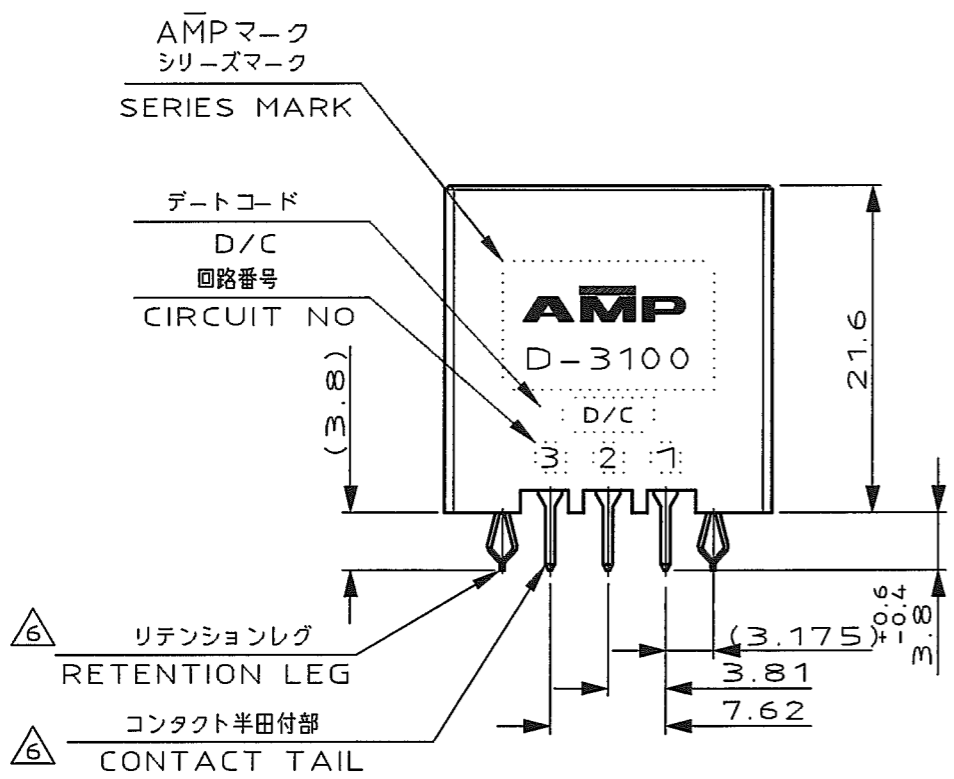 AMPマーク
シリーズマーク
SERIES MARK
デートコード
D/C
回路番号
CIRCUIT NO
AMP
D-3100
D/C
3 2 1
(3.8)
21.6
3.8 +0.6 -0.4
6 リテンションレグ
RETENTION LEG
6 コンタクト半田付部
CONTACT TAIL
(3.175)
3.81
7.62